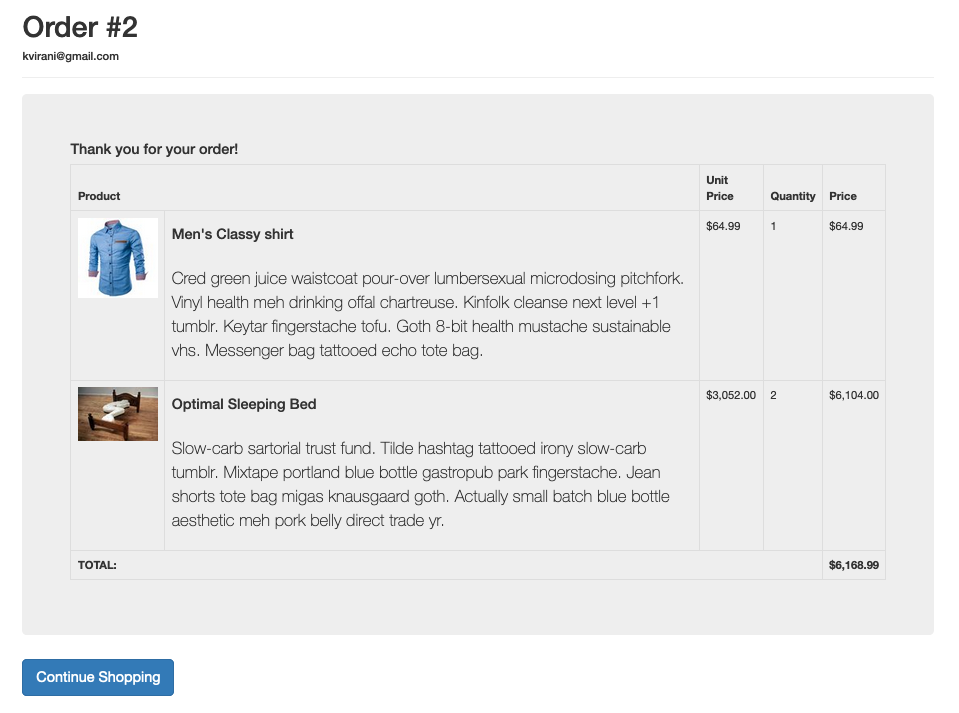 Order #2
kvirani@gmail.com
Thank you for your order!
Product
Unit
Price
Quantity
Price
Men's Classy shirt
$64.99
1
$64.99
Cred green juice waistcoat pour-over lumbersexual microdosing pitchfork.
Vinyl health meh drinking offal chartreuse. Kinfolk cleanse next level +1
tumblr. Keytar fingerstache tofu. Goth 8-bit health mustache sustainable
vhs. Messenger bag tattooed echo tote bag.
Optimal Sleeping Bed
$3,052.00
2
$6,104.00
Slow-carb sartorial trust fund. Tilde hashtag tattooed irony slow-carb
tumblr. Mixtape portland blue bottle gastropub park fingerstache. Jean
shorts tote bag migas knausgaard goth. Actually small batch blue bottle
aesthetic meh pork belly direct trade yr.
TOTAL:
$6,168.99
Continue Shopping